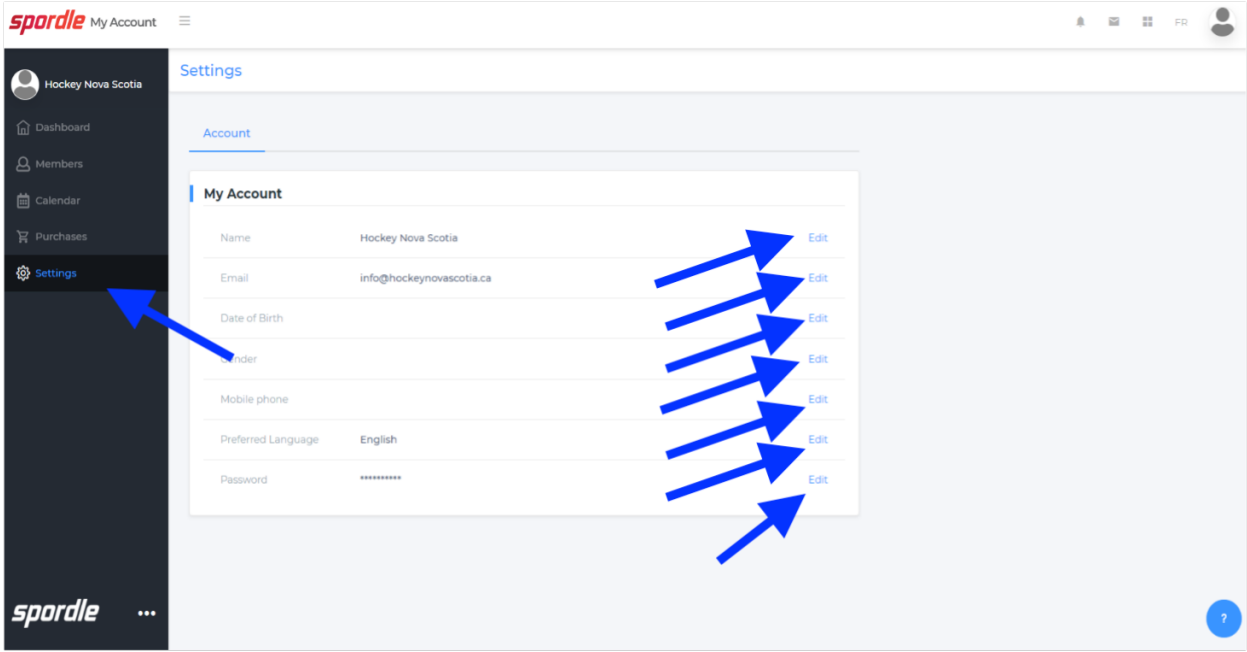 spordle My Account
FR
Hockey Nova Scotia
Dashboard
Members
Calendar
Purchases
Settings
spordle
Settings
Account
My Account
Name Hockey Nova Scotia Edit
Email info@hockeynovascotia.ca Edit
Date of Birth Edit
Gender Edit
Mobile phone Edit
Preferred Language English Edit
Password ********** Edit
?